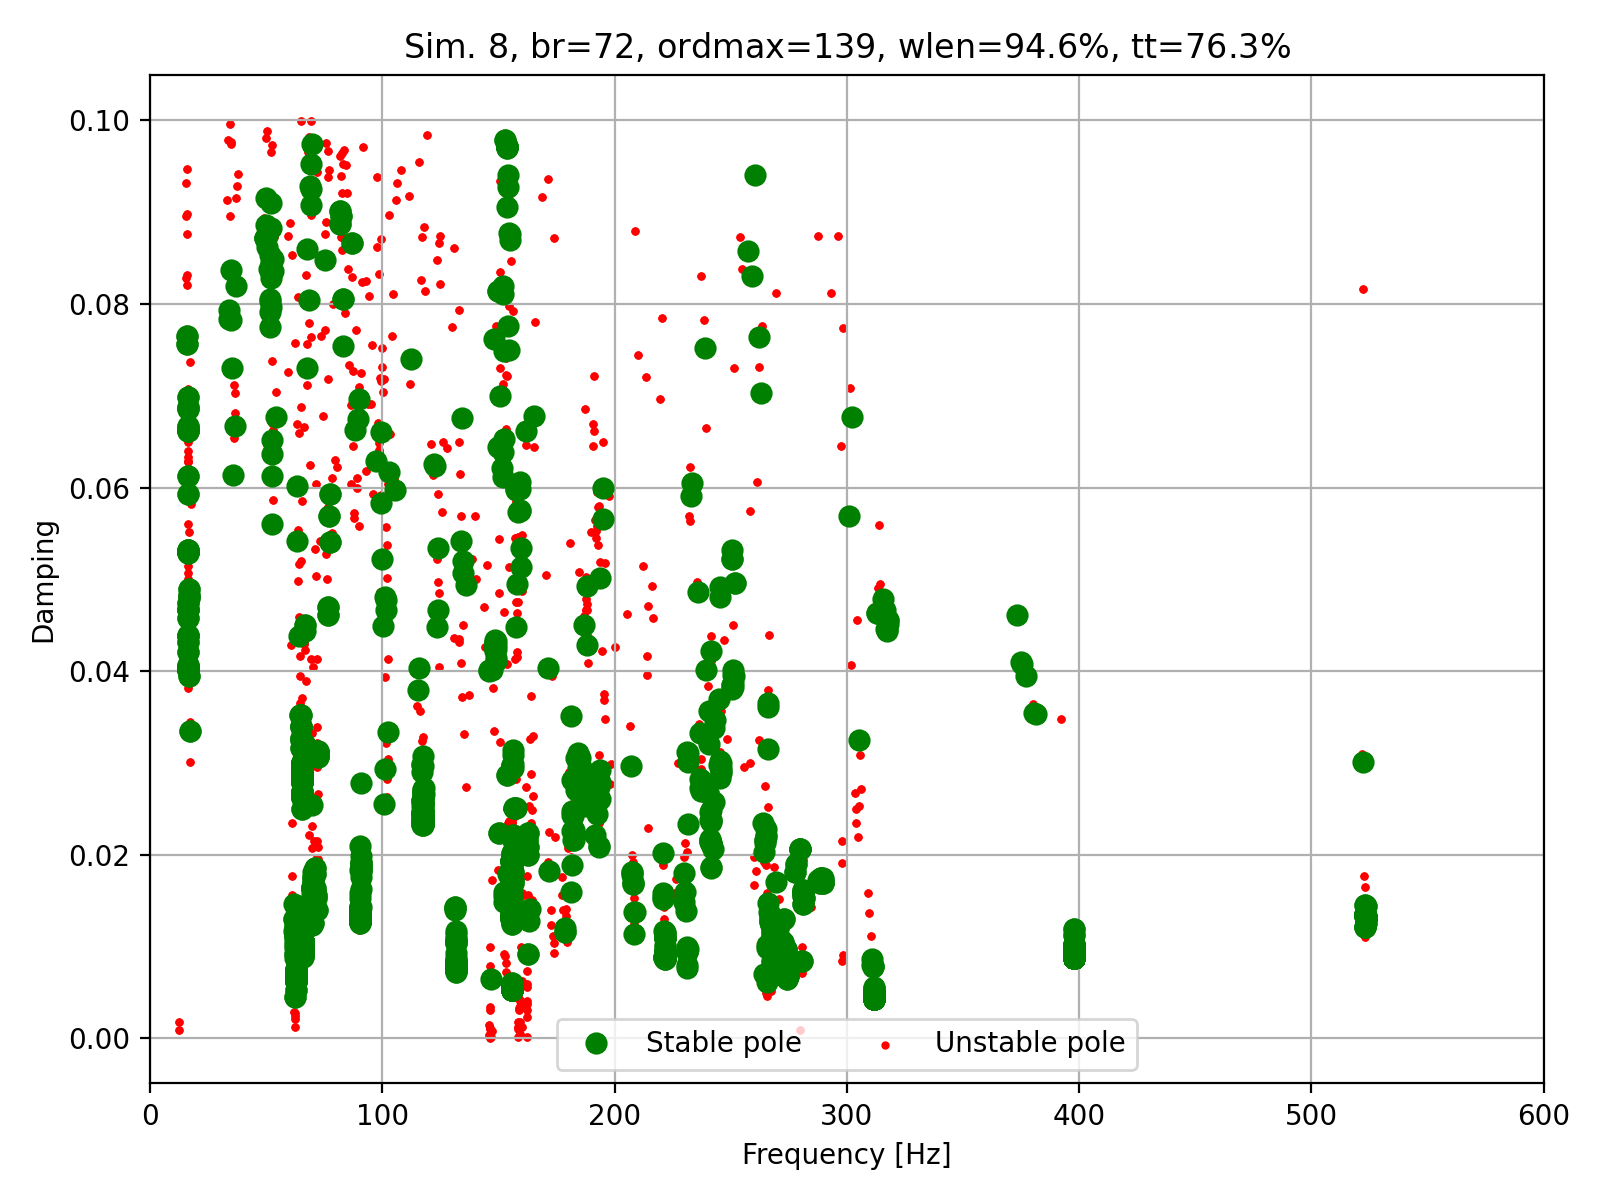 Sim. 8, br=72, ordmax=139, wlen=94.6%, tt=76.3%
0.10
0.08
0.06
0.04
0.02
0.00
Damping
Stable pole
Unstable pole
0
100
200
300
400
500
600
Frequency [Hz]